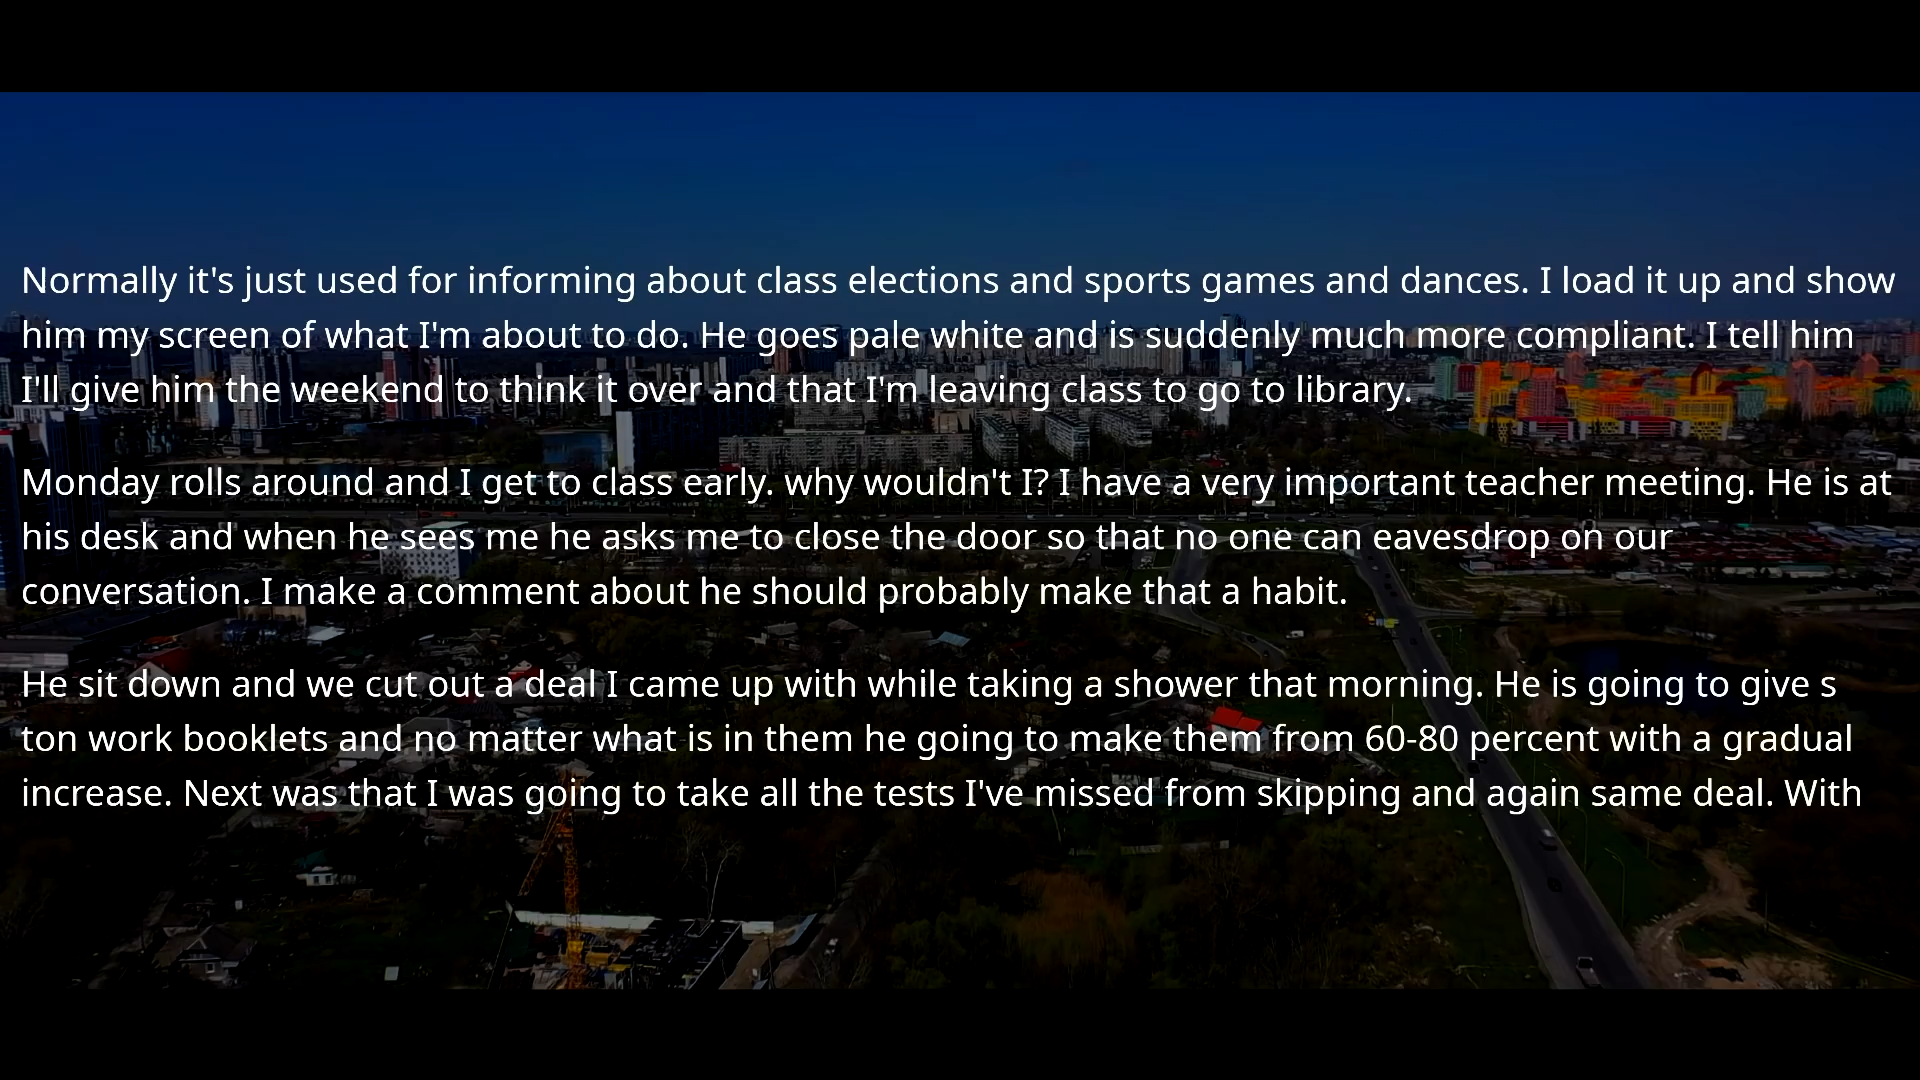 Normally it's just used for informing about class elections and sports games and dances. I load it up and show
him my screen of what I'm about to do. He goes pale white and is suddenly much more compliant. I tell him
I'll give him the weekend to think it over and that I'm leaving class to go to library.
Monday rolls around and I get to class early. why wouldn't I? I have a very important teacher meeting. He is at
his desk and when he sees me he asks me to close the door so that no one can eavesdrop on our
conversation. I make a comment about he should probably make that a habit.
He sit down and we cut out a deal I came up with while taking a shower that morning. He is going to give s
ton work booklets and no matter what is in them he going to make them from 60-80 percent with a gradual
increase. Next was that I was going to take all the tests I've missed from skipping and again same deal. With